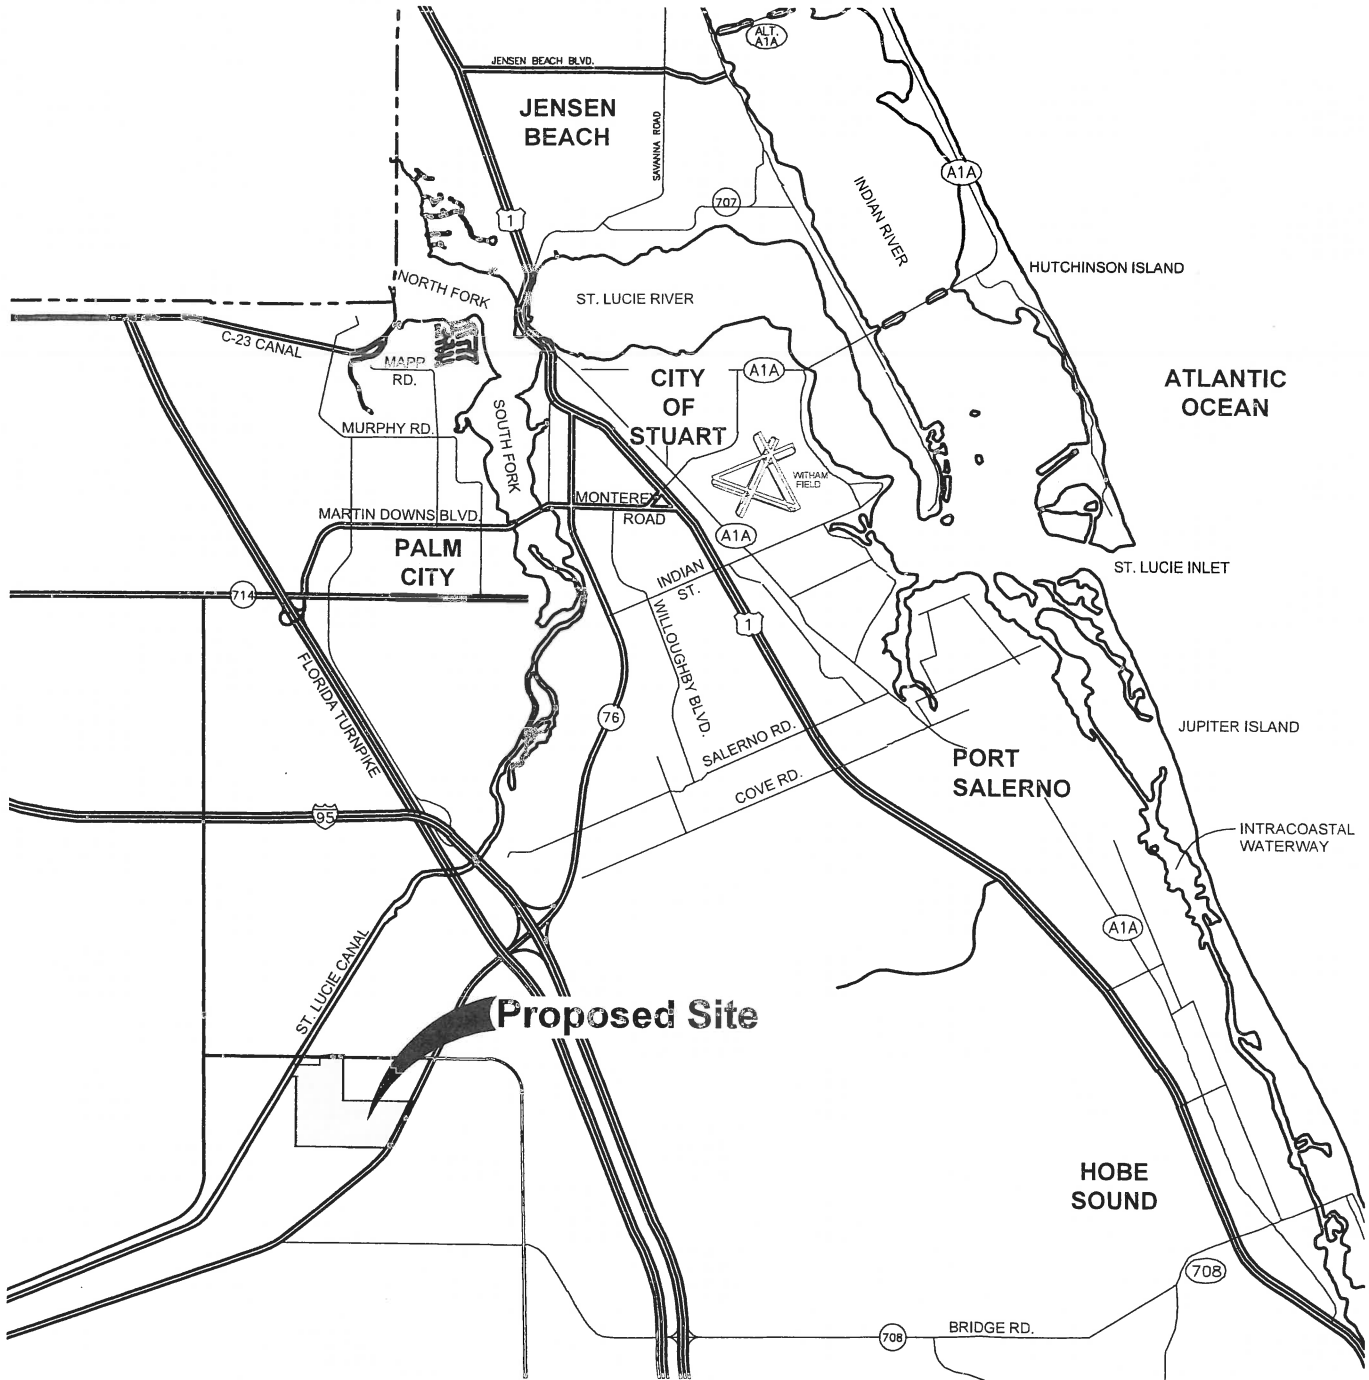 ALT.
A1A
JENSEN BEACH BLVD.
JENSEN
BEACH
SAVANNA ROAD
A1A
707
1
INDIAN RIVER
HUTCHINSON ISLAND
NORTH FORK
ST. LUCIE RIVER
C-23 CANAL
MAPP
RD.
CITY
OF
STUART
A1A
ATLANTIC
OCEAN
MURPHY RD.
SOUTH FORK
WITHAM
FIELD
MONTEREY
ROAD
MARTIN DOWNS BLVD.
A1A
PALM
CITY
INDIAN
ST.
ST. LUCIE INLET
714
WILLOUGHBY BLVD.
1
FLORIDA TURNPIKE
76
SALERNO RD.
JUPITER ISLAND
PORT
SALERNO
COVE RD.
95
INTRACOASTAL
WATERWAY
A1A
ST. LUCIE CANAL
Proposed Site
HOBE
SOUND
708
708
BRIDGE RD.